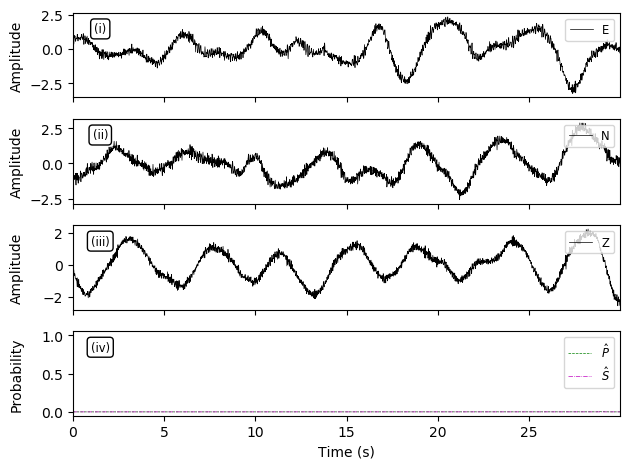 2.5
0.0
−2.5
Amplitude
(i)
E
2.5
0.0
−2.5
Amplitude
(ii)
N
2
0
−2
Amplitude
(iii)
Z
1.0
0.5
0.0
Probability
(iv)
P̂
Ŝ
0 5 10 15 20 25
Time (s)